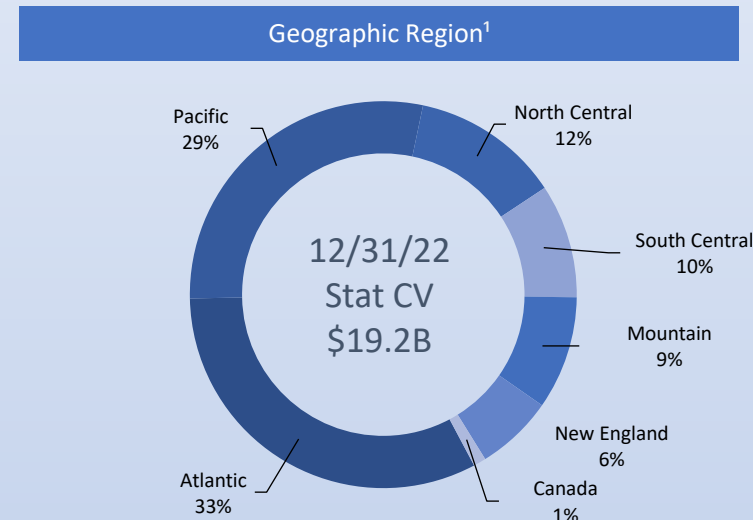 Geographic Region¹
Pacific
29%
North Central
12%
12/31/22
Stat CV
$19.2B
South Central
10%
Mountain
9%
New England
6%
Canada
1%
Atlantic
33%